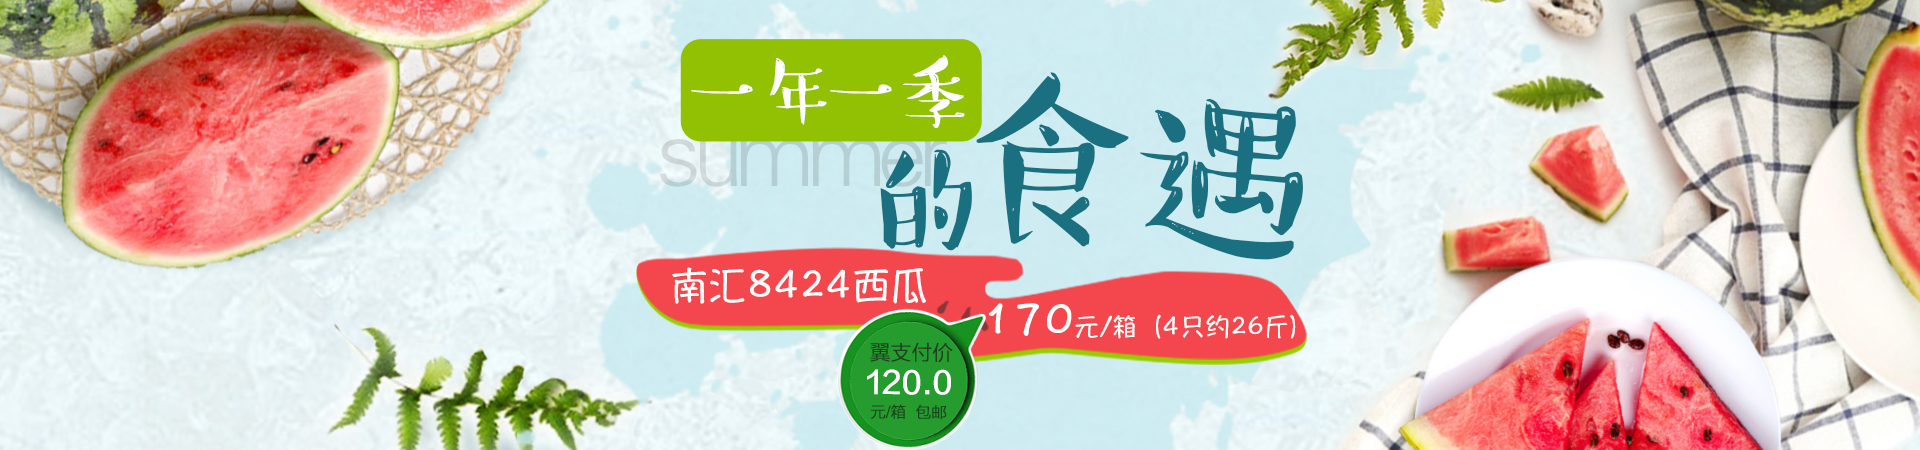 一年一季
summer
的食遇
南汇8424西瓜
170元/箱 (4只约26斤)
翼支付价
120.0
元/箱 包邮